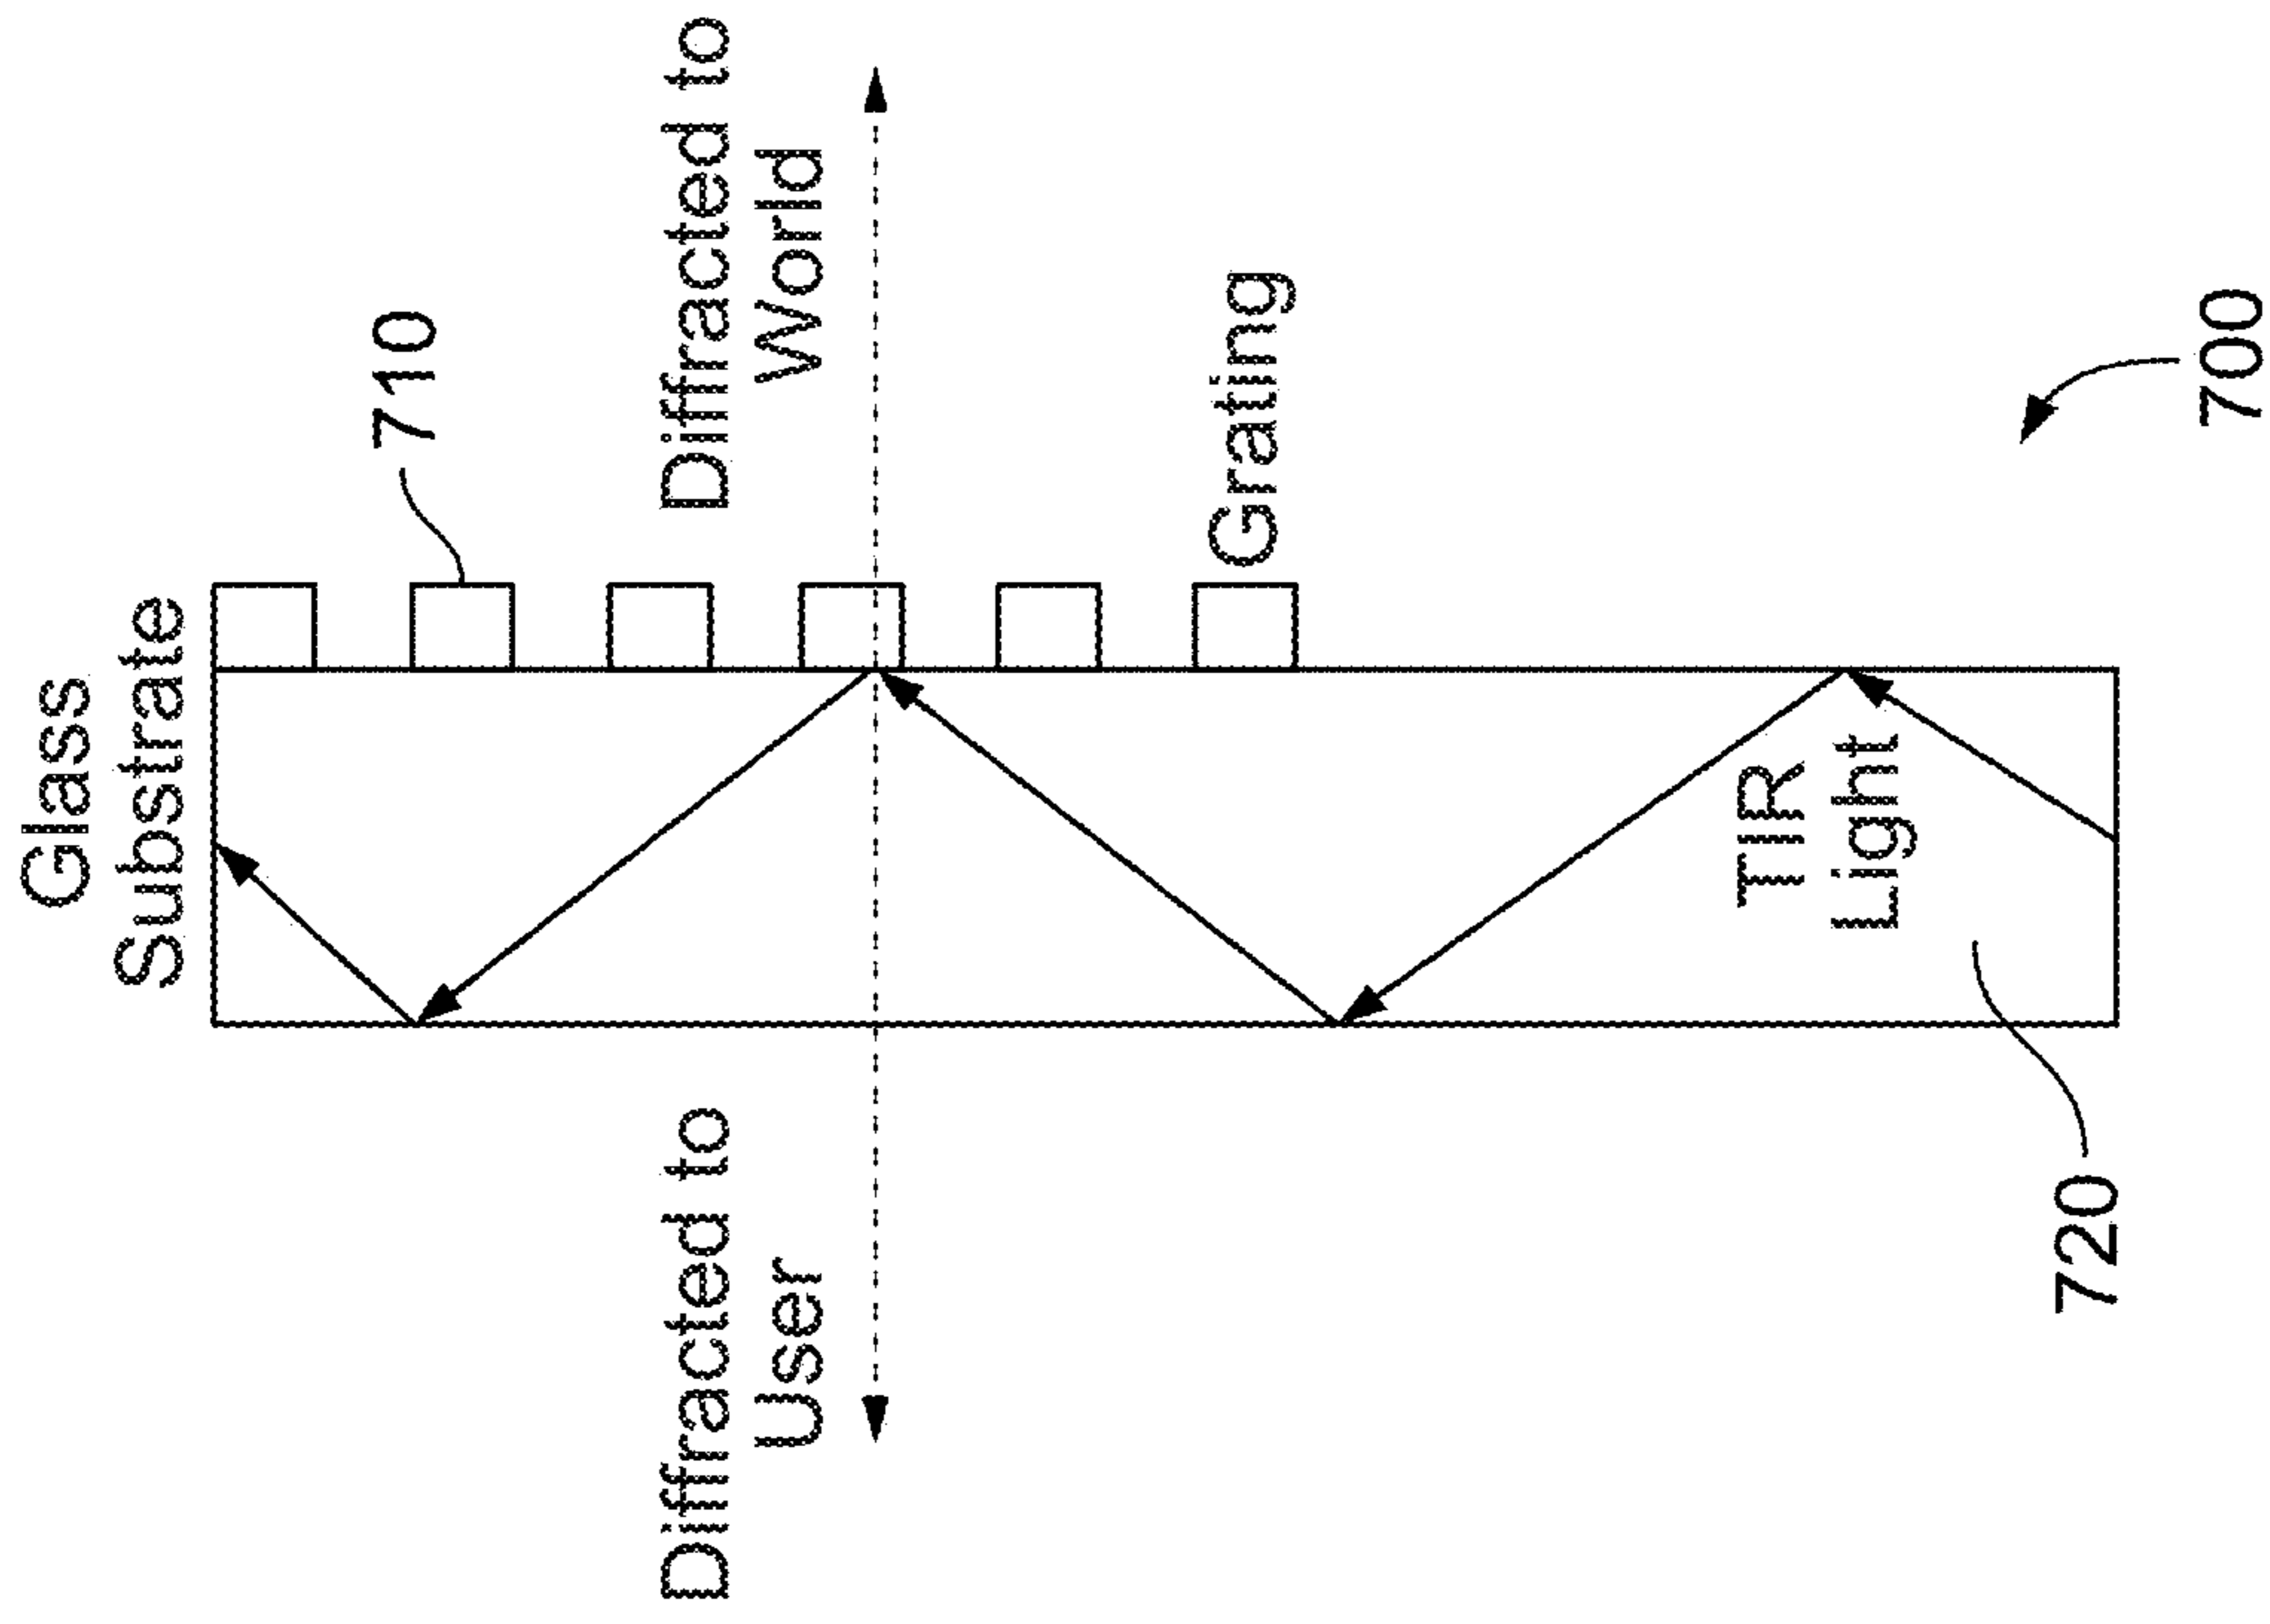 Glass
Substrate
710
Diffracted to
World
Diffracted to
User
Grating
TIR
Light
720
700